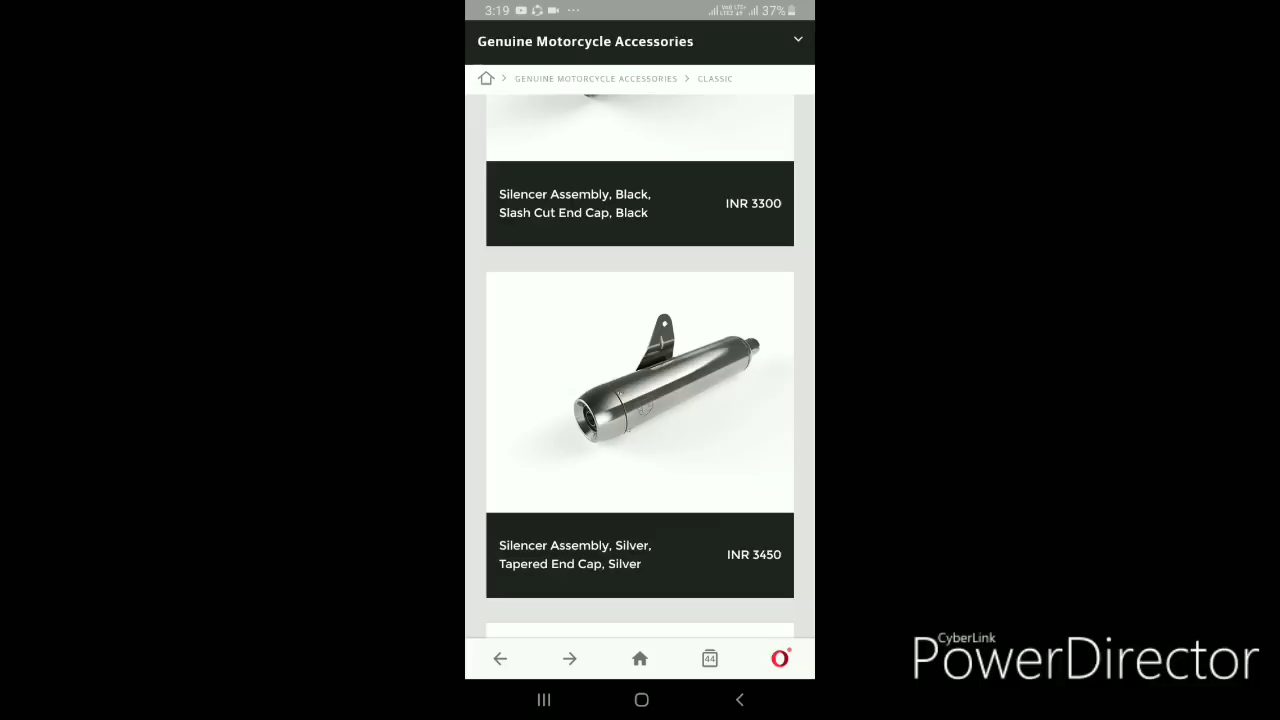 3:19
37%
Genuine Motorcycle Accessories
GENUINE MOTORCYCLE ACCESSORIES > CLASSIC
Silencer Assembly, Black,
Slash Cut End Cap, Black
INR 3300
Silencer Assembly, Silver,
Tapered End Cap, Silver
INR 3450
44
CyberLink
PowerDirector